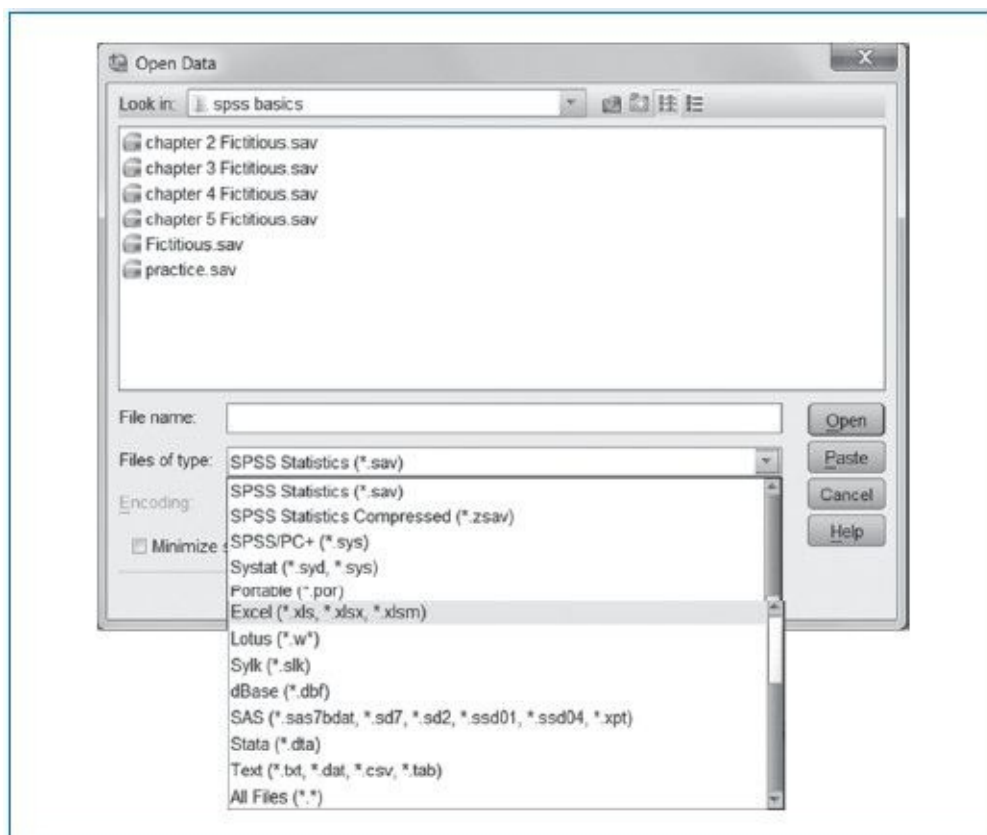 Open Data
Look in: spss basics
chapter 2 Fictitious.sav
chapter 3 Fictitious.sav
chapter 4 Fictitious.sav
chapter 5 Fictitious.sav
Fictitious.sav
practice.sav
File name:
Open
Files of type: SPSS Statistics (*.sav)
Paste
Encoding:
Cancel
Minimize s
Help
SPSS Statistics (*.sav)
SPSS Statistics Compressed (*.zsav)
SPSS/PC+ (*.sys)
Systat (*.syd, *.sys)
Portable (*.por)
Excel (*.xls, *.xlsx, *.xlsm)
Lotus (*.w*)
Sylk (*.slk)
dBase (*.dbf)
SAS (*.sas7bdat, *.sd7, *.sd2, *.ssd01, *.ssd04, *.xpt)
Stata (*.dta)
Text (*.txt, *.dat, *.csv, *.tab)
All Files (*.*)